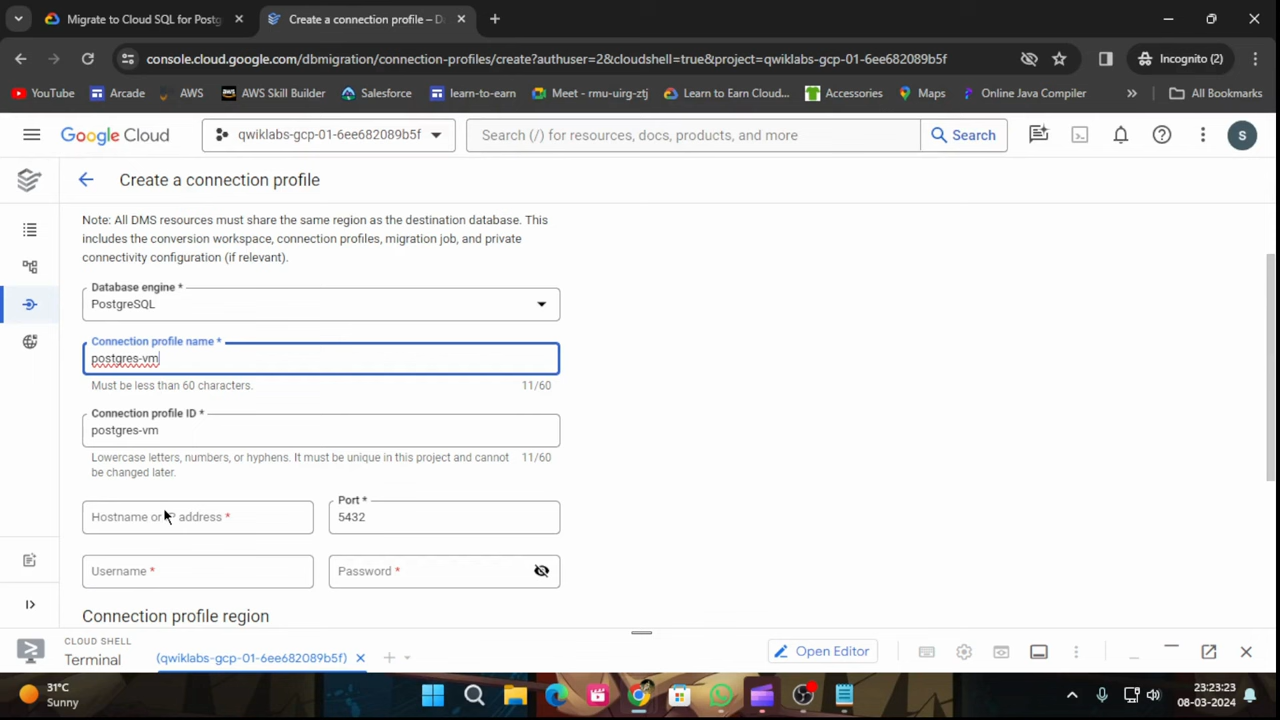 Migrate to Cloud SQL for Postg
Create a connection profile – D
Incognito (2)
console.cloud.google.com/dbmigration/connection-profiles/create?authuser=2&cloudshell=true&project=qwiklabs-gcp-01-6ee682089b5f
YouTube Arcade AWS AWS Skill Builder Salesforce learn-to-earn Meet - rmu-uirg-ztj Learn to Earn Cloud... Accessories Maps Online Java Compiler All Bookmarks
Google Cloud qwiklabs-gcp-01-6ee682089b5f Search (/) for resources, docs, products, and more Search S
Create a connection profile
Note: All DMS resources must share the same region as the destination database. This
includes the conversion workspace, connection profiles, migration job, and private
connectivity configuration (if relevant).
Database engine *
PostgreSQL
Connection profile name *
postgres-vm
Must be less than 60 characters. 11/60
Connection profile ID *
postgres-vm
Lowercase letters, numbers, or hyphens. It must be unique in this project and cannot 11/60
be changed later.
Port *
Hostname or IP address * 5432
Username * Password *
Connection profile region
CLOUD SHELL
Terminal (qwiklabs-gcp-01-6ee682089b5f) Open Editor
31°C
Sunny
23:23:23
08-03-2024